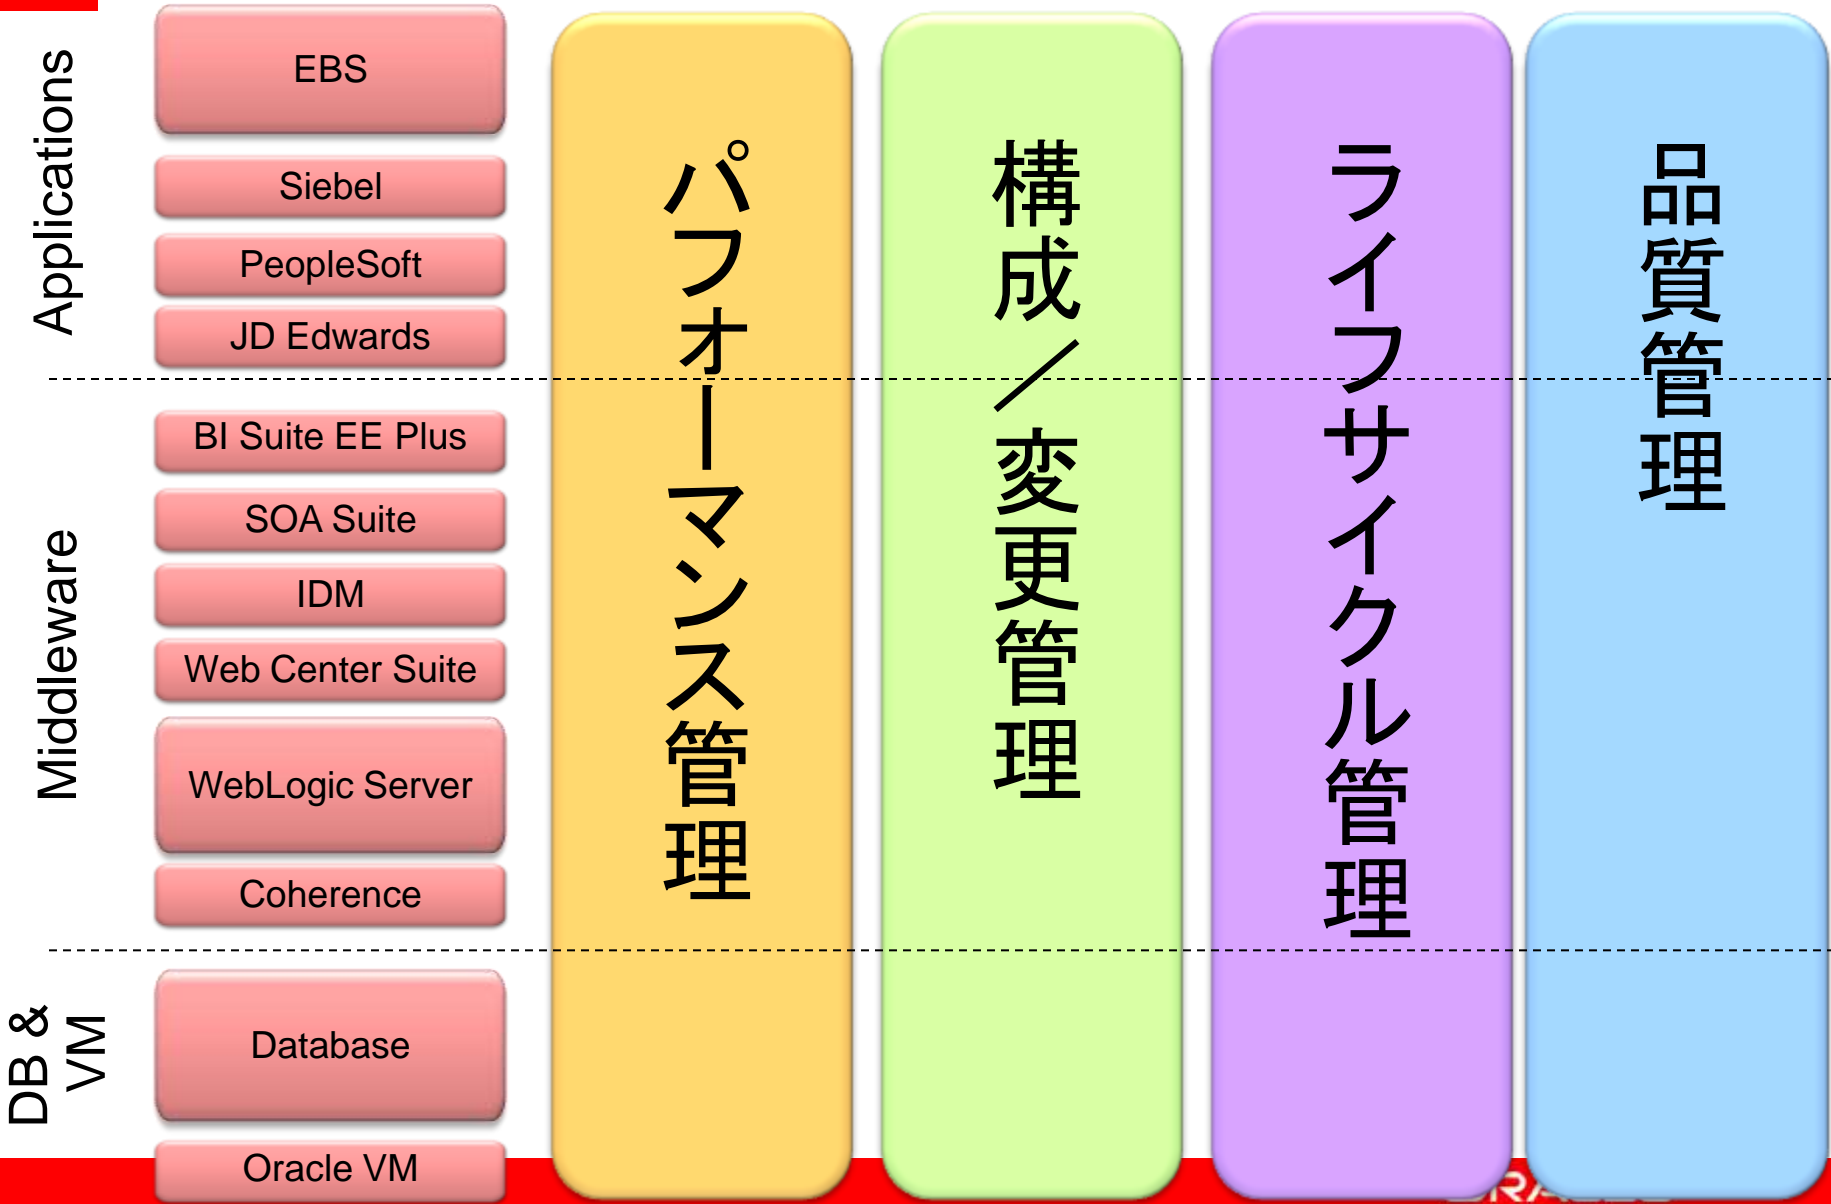 Applications
EBS
Siebel
PeopleSoft
JD Edwards
Middleware
BI Suite EE Plus
SOA Suite
IDM
Web Center Suite
WebLogic Server
Coherence
DB &
VM
Database
Oracle VM
パフォーマンス管理
構成／変更管理
ライフサイクル管理
品質管理